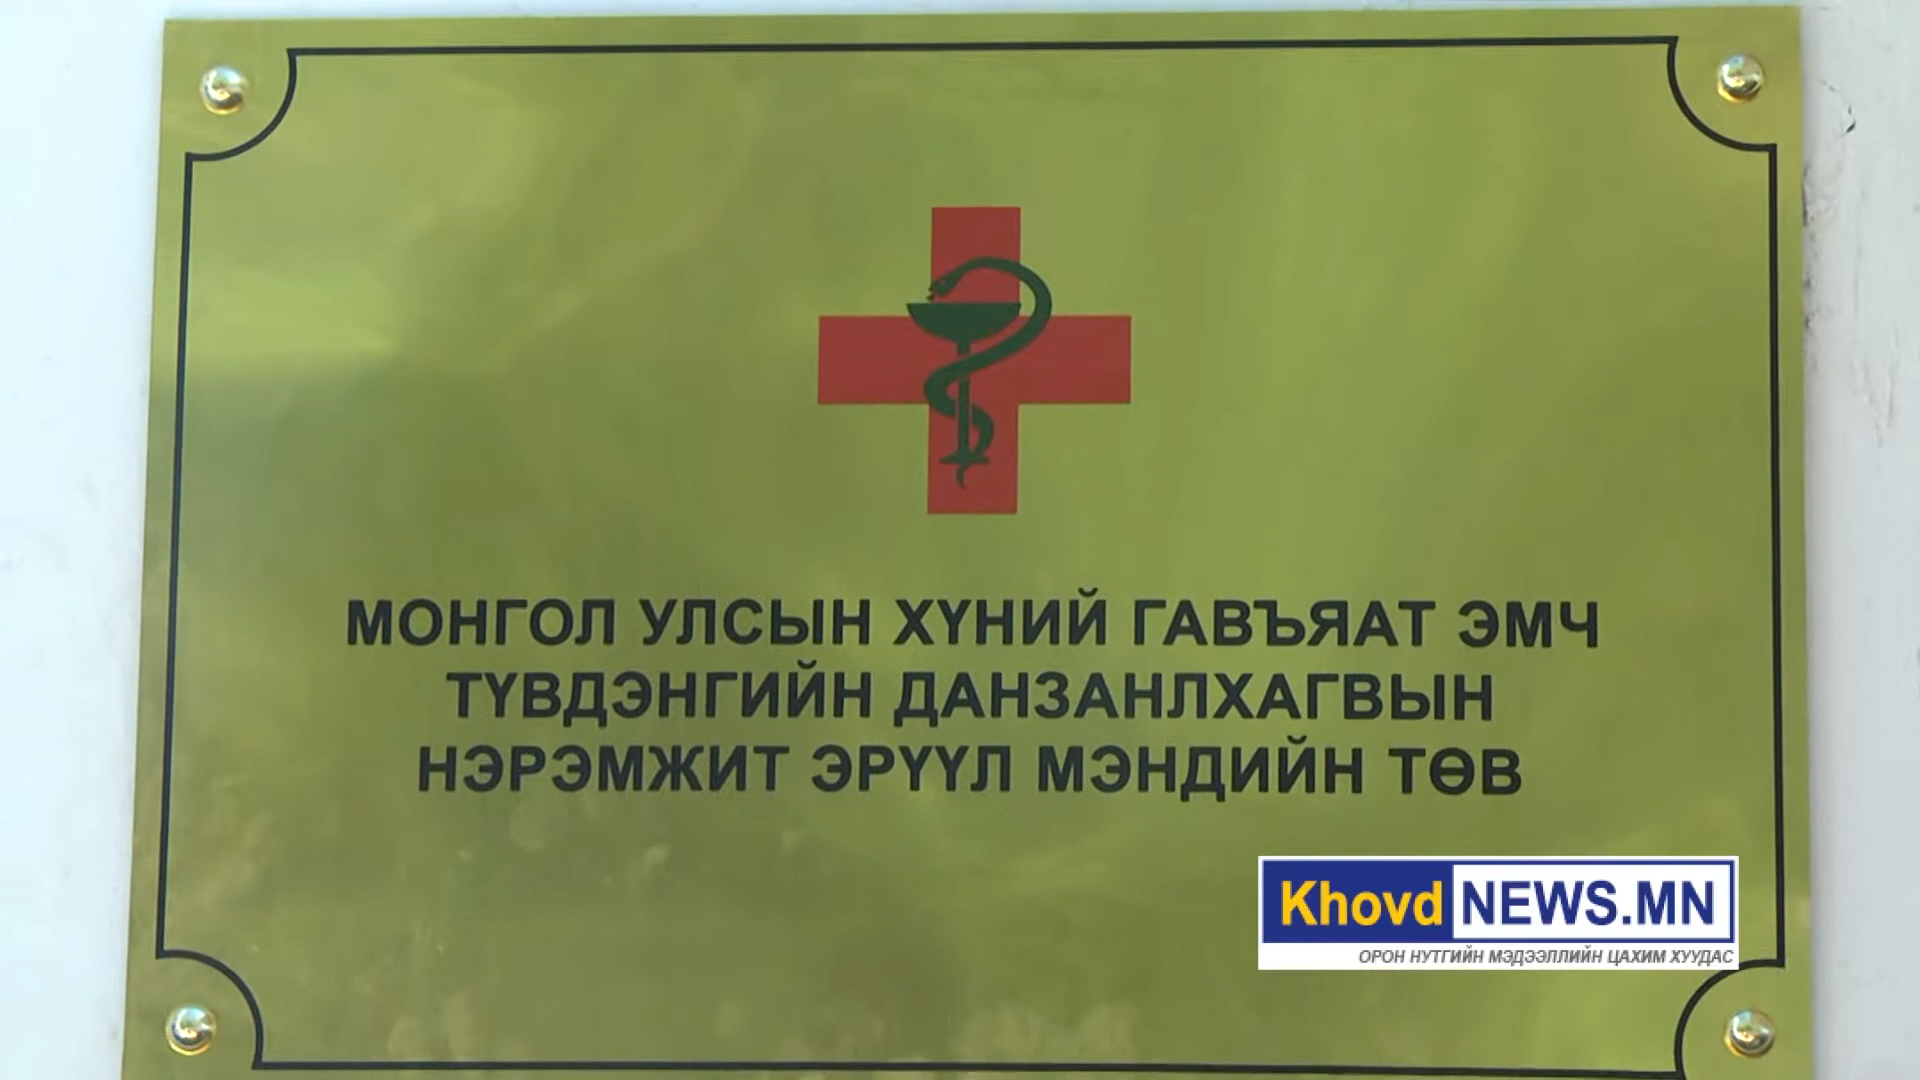 МОНГОЛ УЛСЫН ХҮНИЙ ГАВЪЯАТ ЭМЧ
ТҮВДЭНГИЙН ДАНЗАНЛХАГВЫН
НЭРЭМЖИТ ЭРҮҮЛ МЭНДИЙН ТӨВ
Khovd NEWS.MN
ОРОН НУТГИЙН МЭДЭЭЛЛИЙН ЦАХИМ ХУУДАС